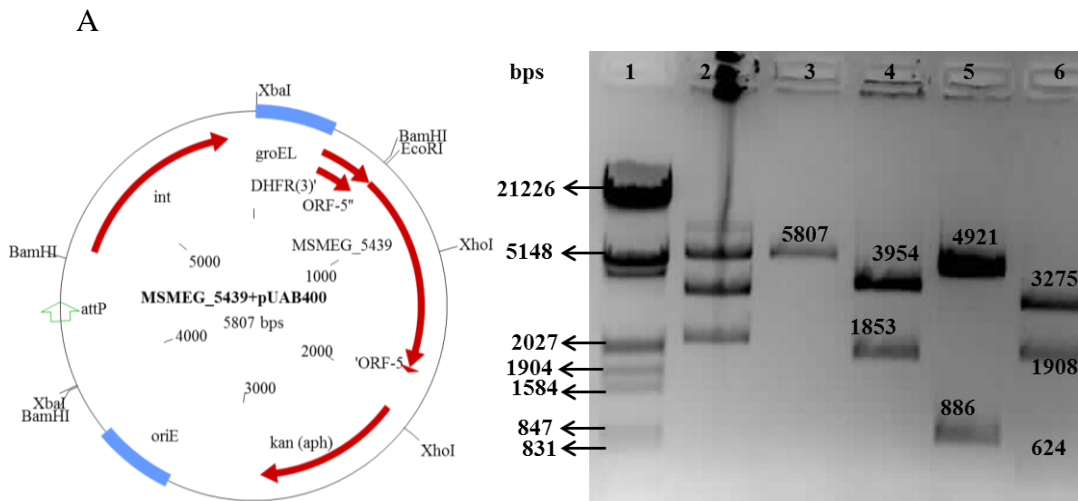 A
XbaI
BamHI
EcoRI
groEL
DHFR(3)'
ORF-5"
int
MSMEG_5439
XhoI
BamHI
5000
1000
attP
MSMEG_5439+pUAB400
5807 bps
4000
2000
'ORF-5
3000
XbaI
BamHI
oriE
kan (aph)
XhoI
bps 1 2 3 4 5 6
21226
5148
2027
1904
1584
847
831
5807
3954
1853
4921
886
3275
1908
624